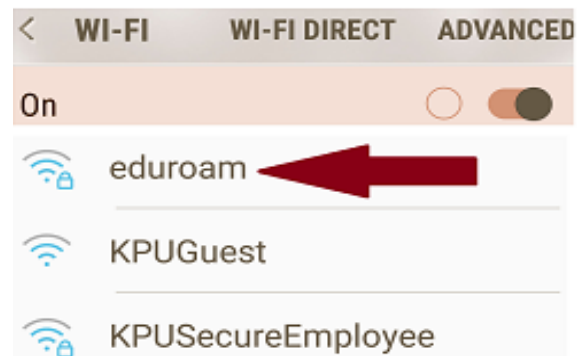 WI-FI WI-FI DIRECT ADVANCED
On
eduroam
KPUGuest
KPUSecureEmployee